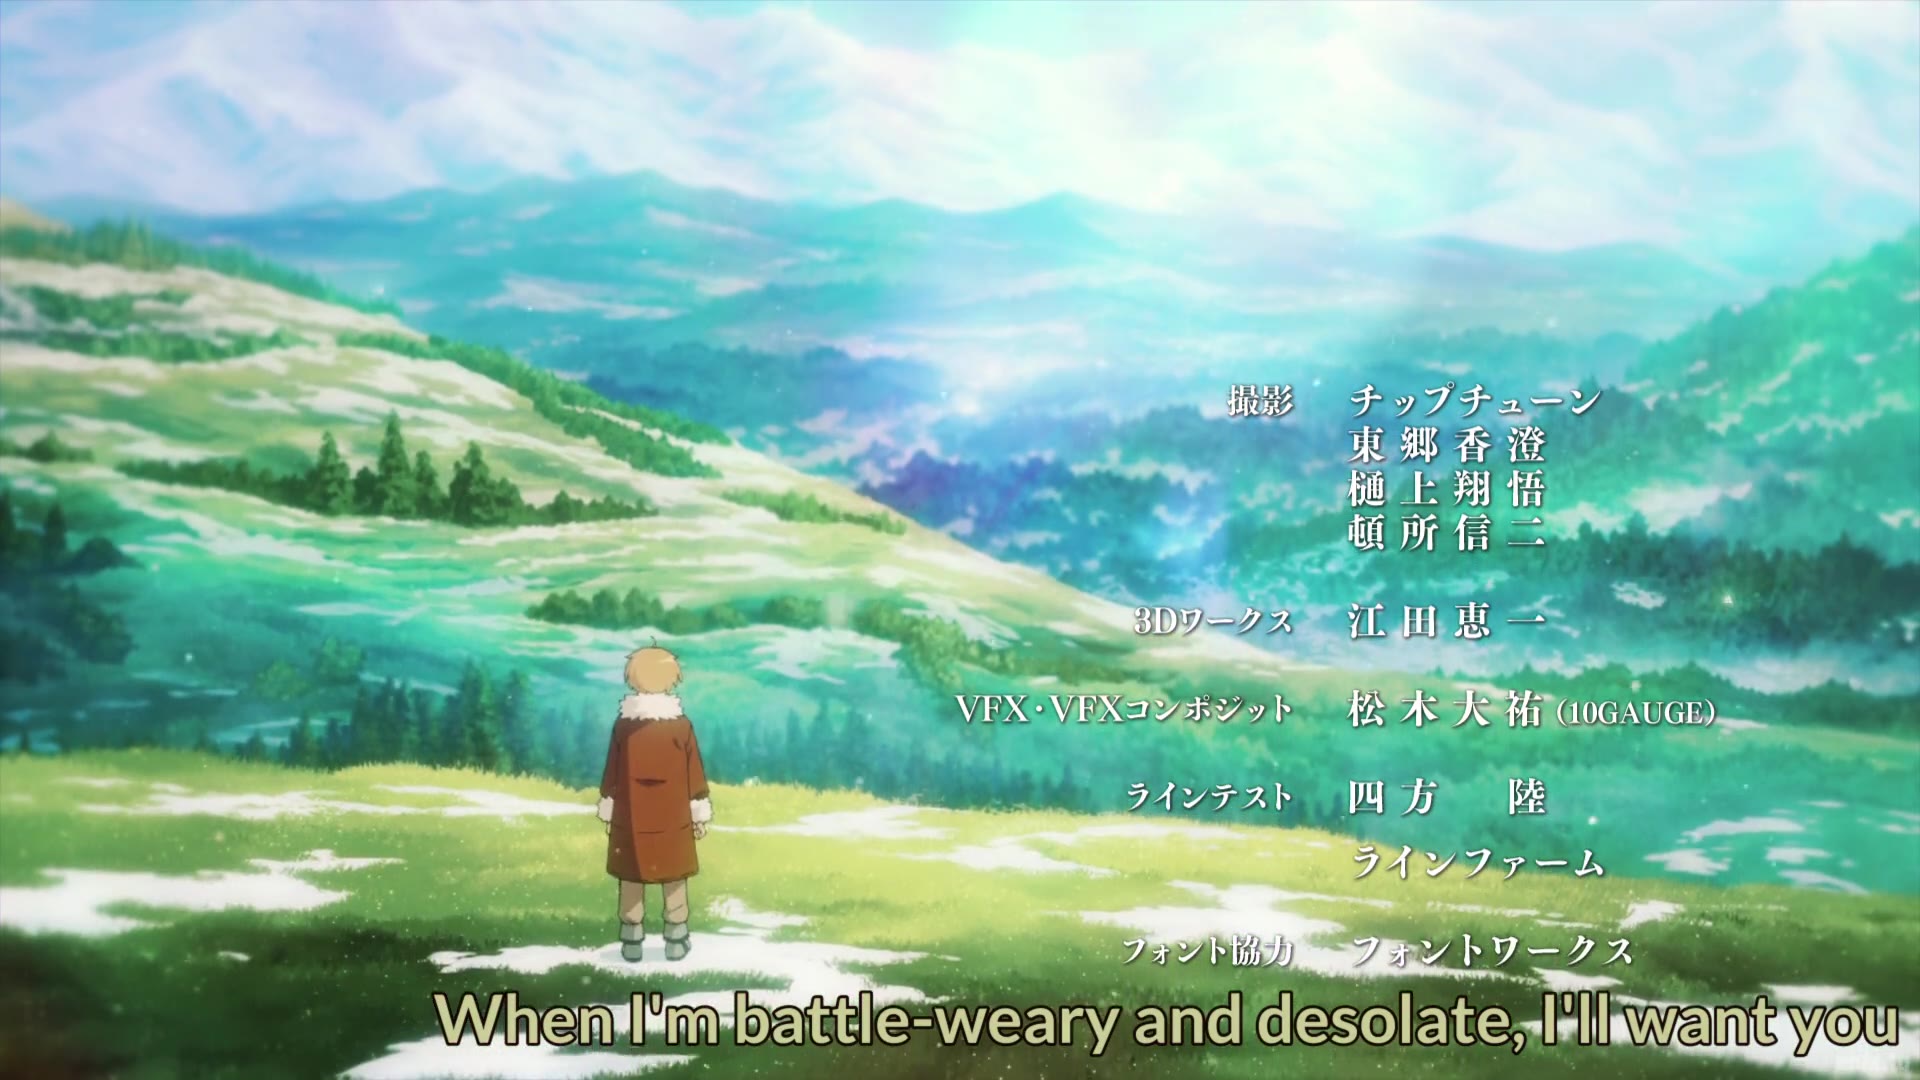 撮影 チップチューン
東郷香澄
樋上翔悟
頓所信二
3Dワークス 江田恵一
VFX・VFXコンポジット 松木大祐(10GAUGE)
ラインテスト 四方 陸
ラインファーム
フォント協力 フォントワークス
When I'm battle-weary and desolate, I'll want you